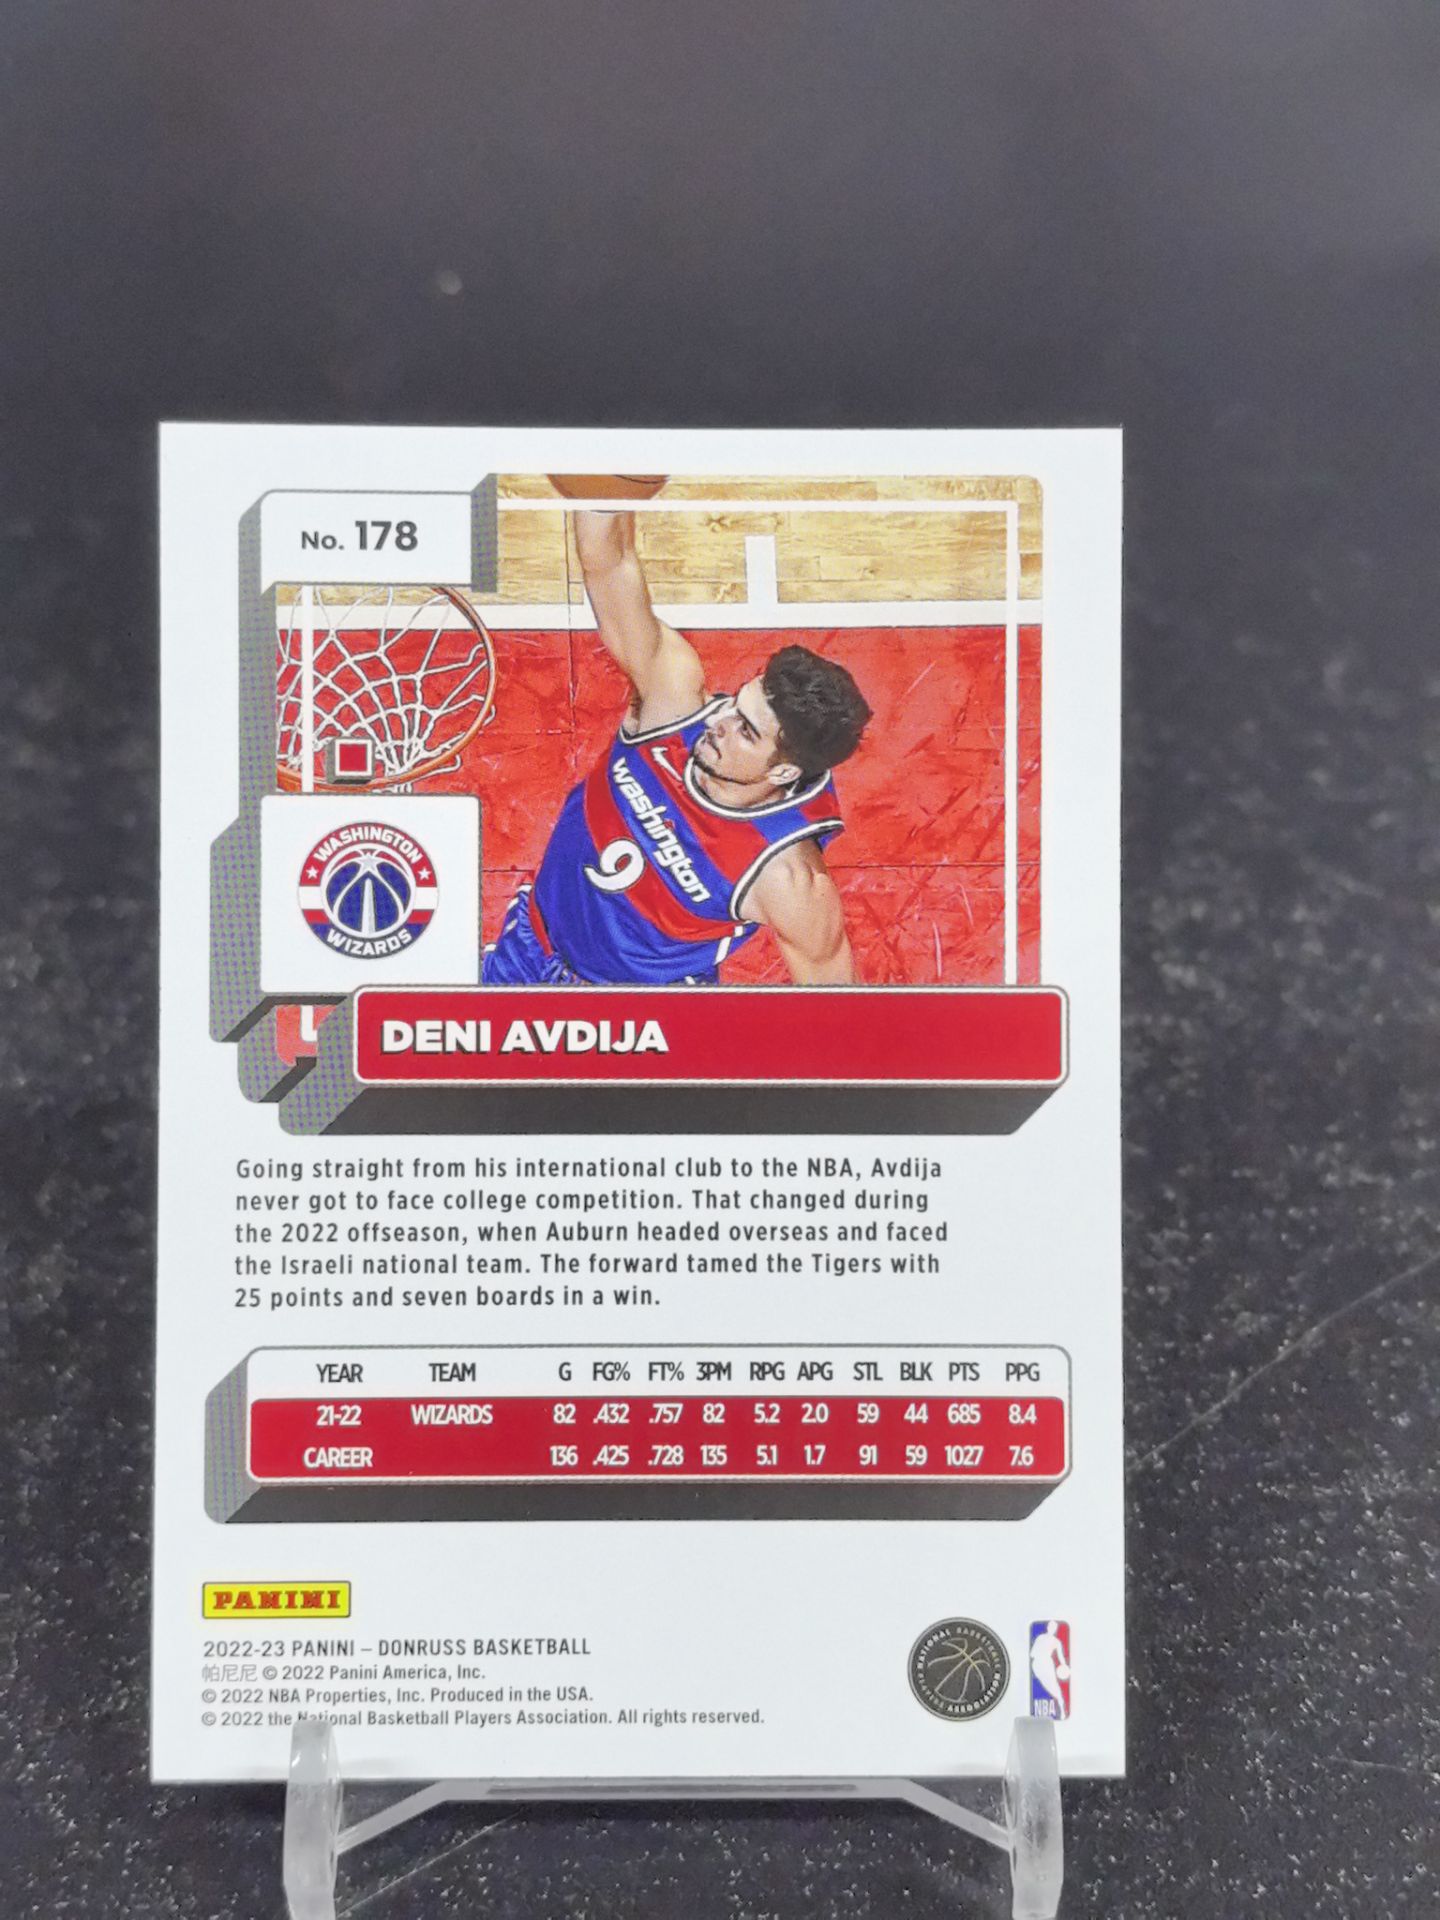 No. 178
washington
9
WASHINGTON
WIZARDS
DENI AVDIJA
Going straight from his international club to the NBA, Avdija
never got to face college competition. That changed during
the 2022 offseason, when Auburn headed overseas and faced
the Israeli national team. The forward tamed the Tigers with
25 points and seven boards in a win.
YEAR TEAM G FG% FT% 3PM RPG APG STL BLK PTS PPG
21-22 WIZARDS 82 .432 .757 82 5.2 2.0 59 44 685 8.4
CAREER 136 .425 .728 135 5.1 1.7 91 59 1027 7.6
PANINI
2022-23 PANINI – DONRUSS BASKETBALL
帕尼尼 © 2022 Panini America, Inc.
© 2022 NBA Properties, Inc. Produced in the USA.
© 2022 the National Basketball Players Association. All rights reserved.
NATIONAL BASKETBALL
PLAYERS ASSOCIATION
NBA